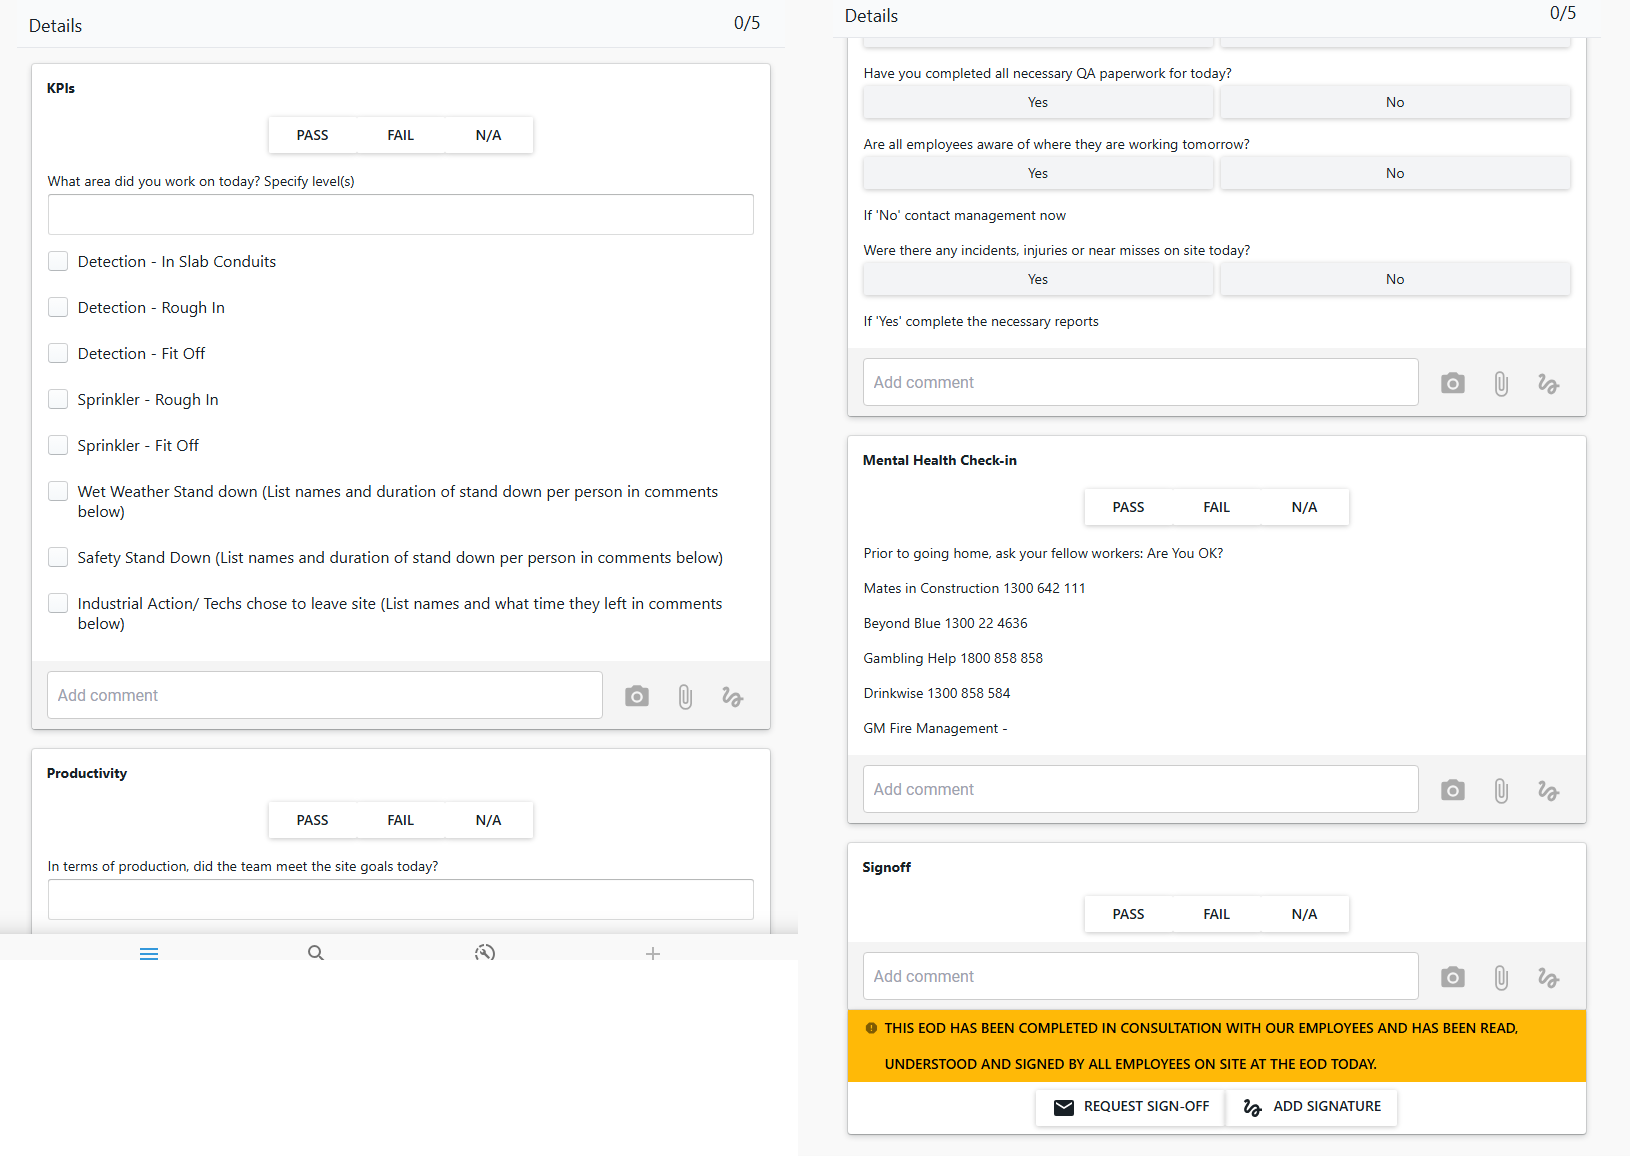 Details
0/5
KPIs
PASS FAIL N/A
What area did you work on today? Specify level(s)
Detection - In Slab Conduits
Detection - Rough In
Detection - Fit Off
Sprinkler - Rough In
Sprinkler - Fit Off
Wet Weather Stand down (List names and duration of stand down per person in comments
below)
Safety Stand Down (List names and duration of stand down per person in comments below)
Industrial Action/ Techs chose to leave site (List names and what time they left in comments
below)
Add comment
Productivity
PASS FAIL N/A
In terms of production, did the team meet the site goals today?
Details
0/5
Have you completed all necessary QA paperwork for today?
Yes No
Are all employees aware of where they are working tomorrow?
Yes No
If 'No' contact management now
Were there any incidents, injuries or near misses on site today?
Yes No
If 'Yes' complete the necessary reports
Add comment
Mental Health Check-in
PASS FAIL N/A
Prior to going home, ask your fellow workers: Are You OK?
Mates in Construction 1300 642 111
Beyond Blue 1300 22 4636
Gambling Help 1800 858 858
Drinkwise 1300 858 584
GM Fire Management -
Add comment
Signoff
PASS FAIL N/A
Add comment
THIS EOD HAS BEEN COMPLETED IN CONSULTATION WITH OUR EMPLOYEES AND HAS BEEN READ,
UNDERSTOOD AND SIGNED BY ALL EMPLOYEES ON SITE AT THE EOD TODAY.
REQUEST SIGN-OFF ADD SIGNATURE